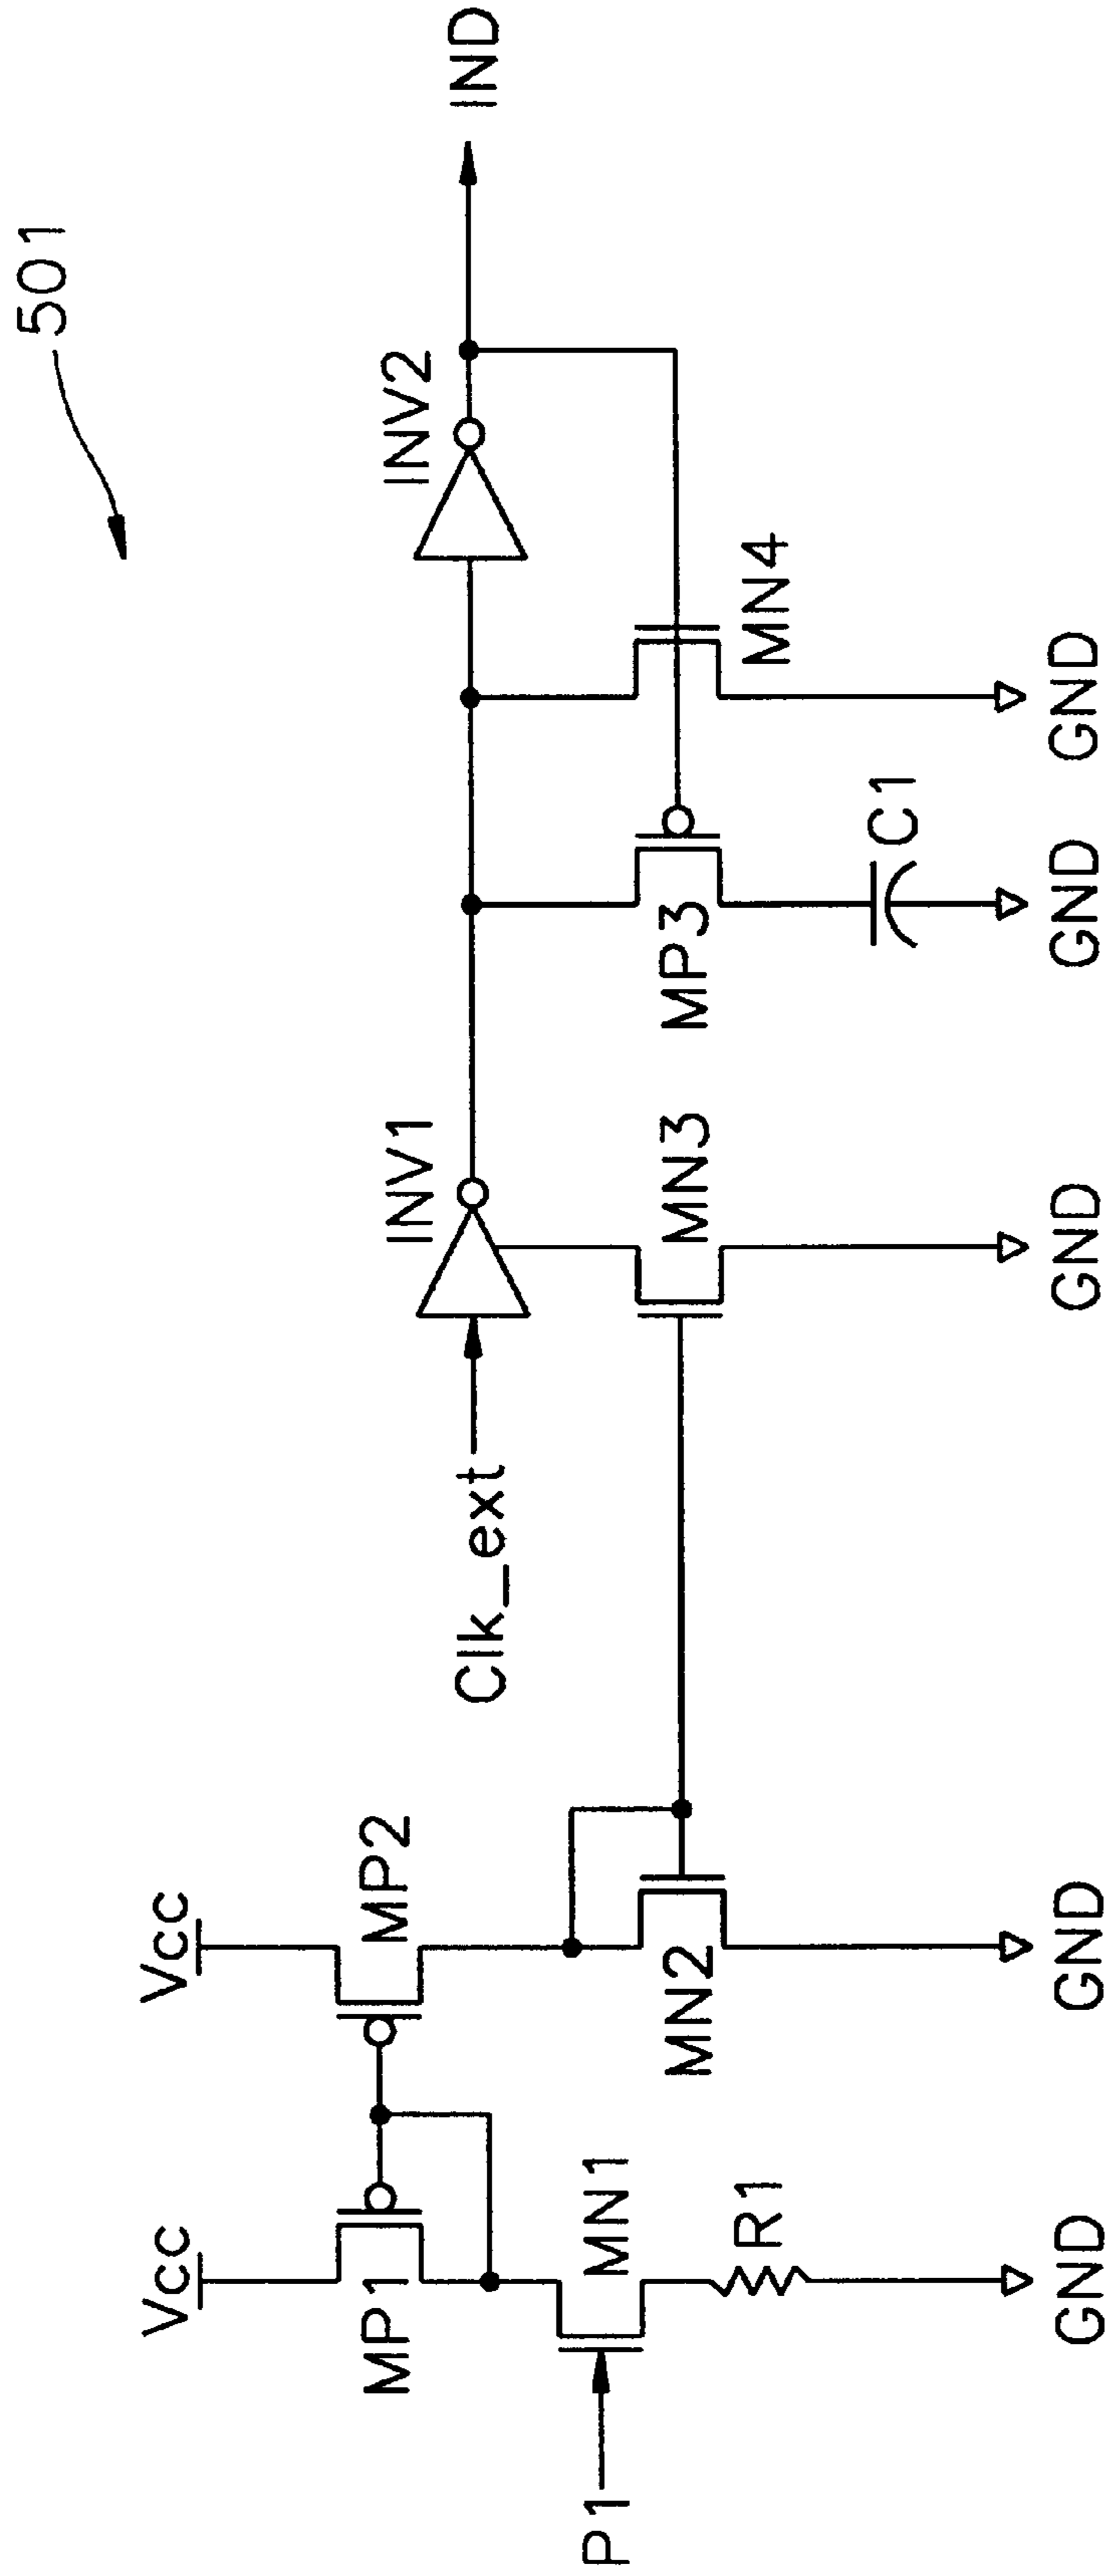 501
Vcc
Vcc
MP1
MP2
Clk_ext
INV1
INV2
IND
P1
MN1
MN2
MN3
MP3
MN4
R1
C1
GND
GND
GND
GND
GND